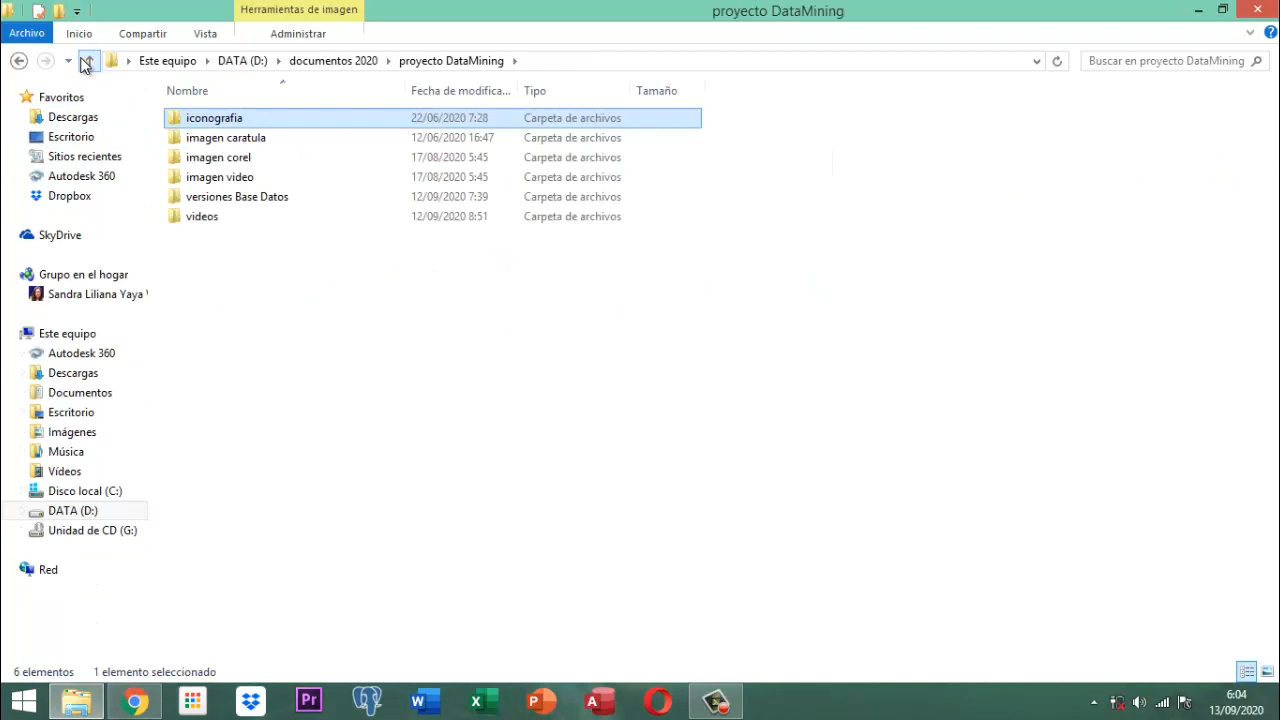 Herramientas de imagen
proyecto DataMining
Archivo Inicio Compartir Vista Administrar
Este equipo DATA (D:) documentos 2020 proyecto DataMining
Buscar en proyecto DataMining
Nombre Fecha de modifica... Tipo Tamaño
iconografia 22/06/2020 7:28 Carpeta de archivos
imagen caratula 12/06/2020 16:47 Carpeta de archivos
imagen corel 17/08/2020 5:45 Carpeta de archivos
imagen video 17/08/2020 5:45 Carpeta de archivos
versiones Base Datos 12/09/2020 7:39 Carpeta de archivos
videos 12/09/2020 8:51 Carpeta de archivos
Favoritos
Descargas
Escritorio
Sitios recientes
Autodesk 360
Dropbox
SkyDrive
Grupo en el hogar
Sandra Liliana Yaya
Este equipo
Autodesk 360
Descargas
Documentos
Escritorio
Imágenes
Música
Vídeos
Disco local (C:)
DATA (D:)
Unidad de CD (G:)
Red
6 elementos 1 elemento seleccionado
Pr W X P A
6:04
13/09/2020